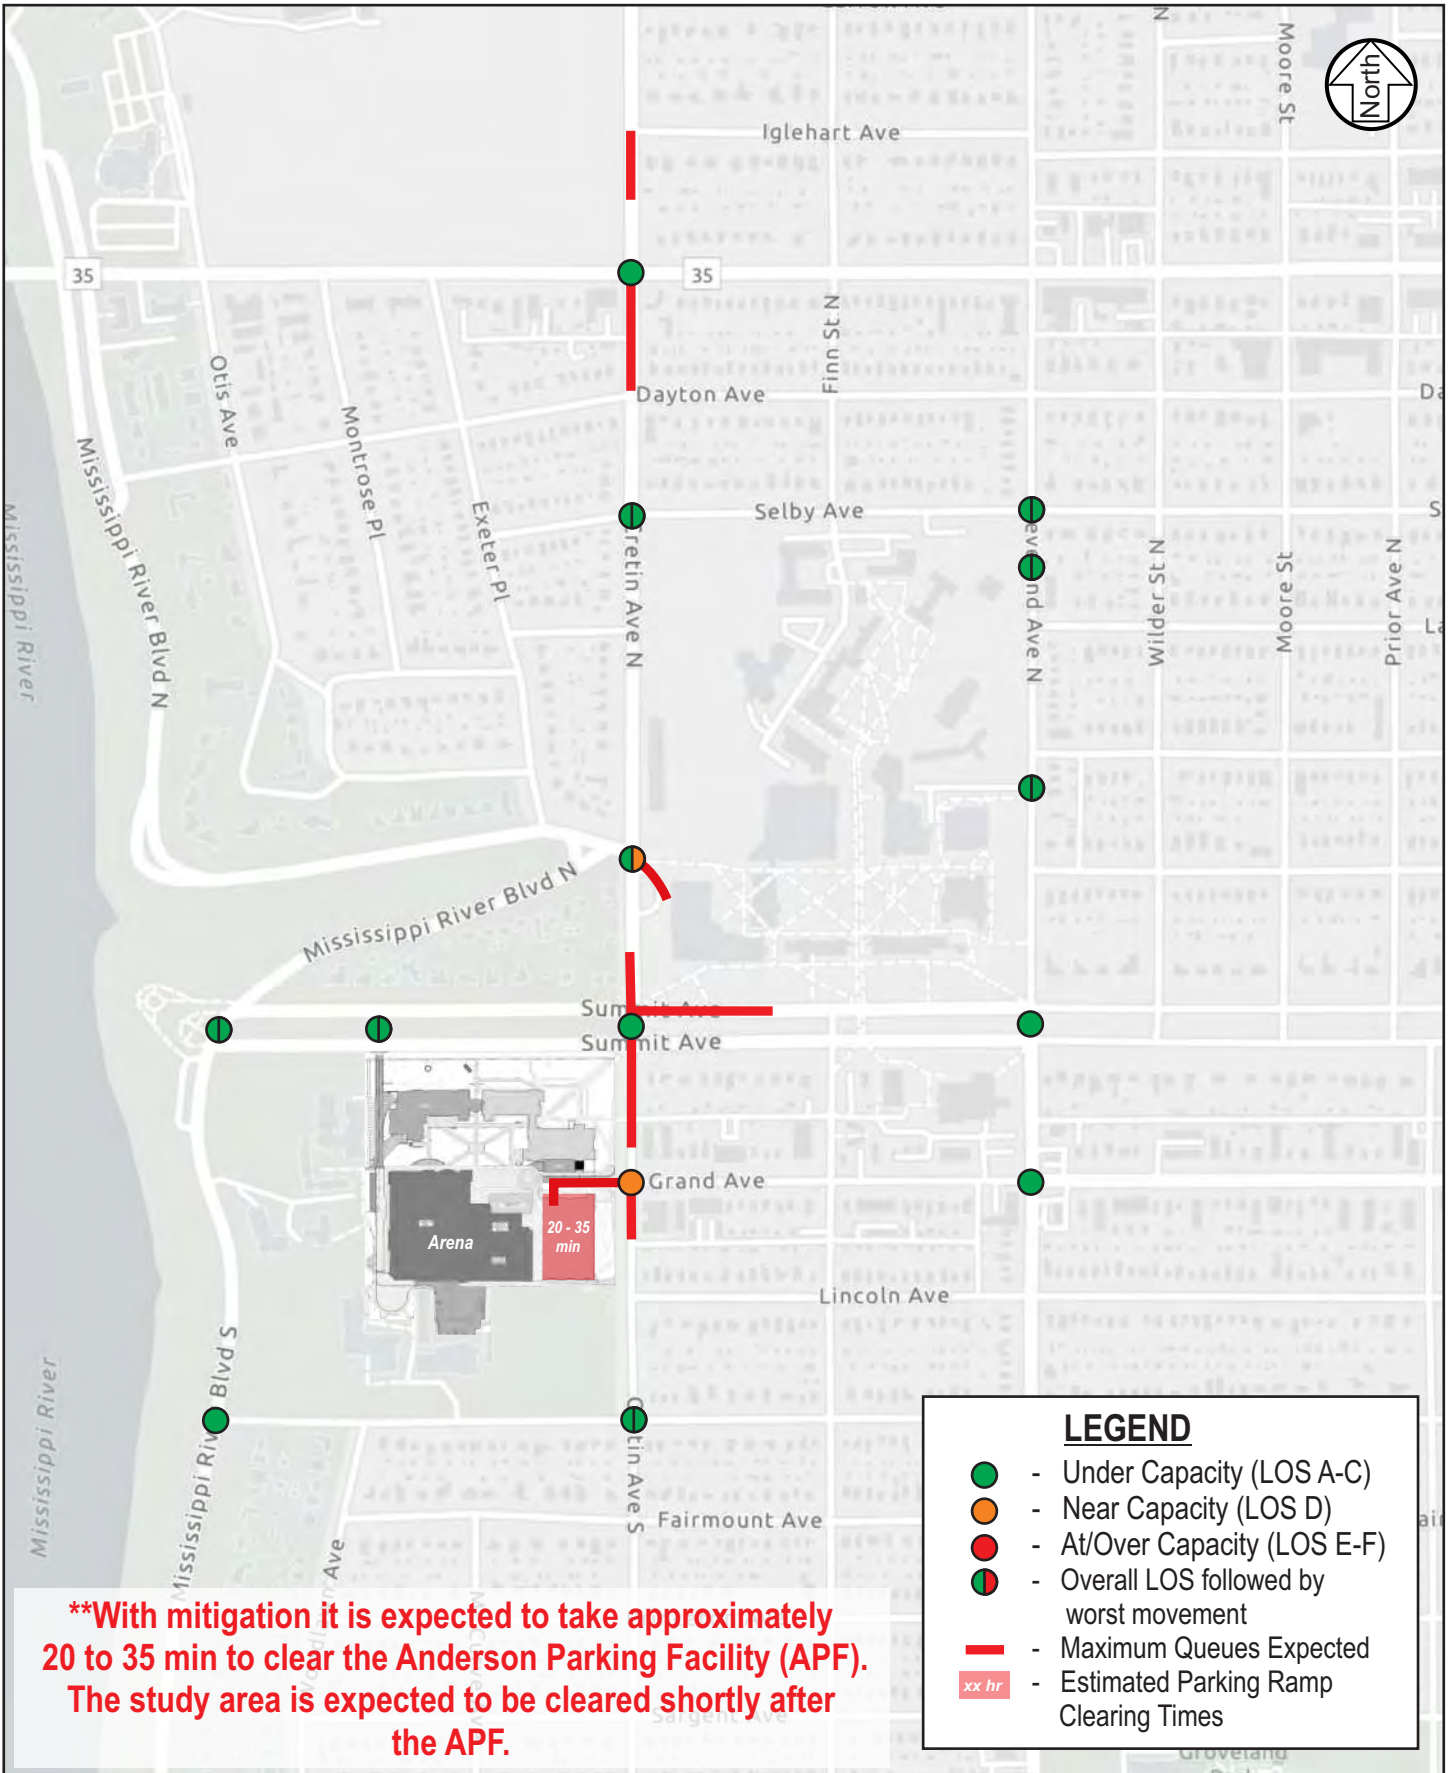 N
Moore St
North
Iglehart Ave
35
35
Finn St N
Otis Ave
Dayton Ave
Montrose Pl
Mississippi River Blvd N
Exeter Pl
Selby Ave
Mississippi River
Wilder St N
Moore St
Prior Ave N
Mississippi River Blvd N
Summit Ave
Summit Ave
Grand Ave
Arena
20 - 35
min
Lincoln Ave
Mississippi River
Fairmount Ave
Sargent Ave
Groveland
**With mitigation it is expected to take approximately
20 to 35 min to clear the Anderson Parking Facility (APF).
The study area is expected to be cleared shortly after
the APF.
LEGEND
- Under Capacity (LOS A-C)
- Near Capacity (LOS D)
- At/Over Capacity (LOS E-F)
- Overall LOS followed by
worst movement
- Maximum Queues Expected
xx hr - Estimated Parking Ramp
Clearing Times